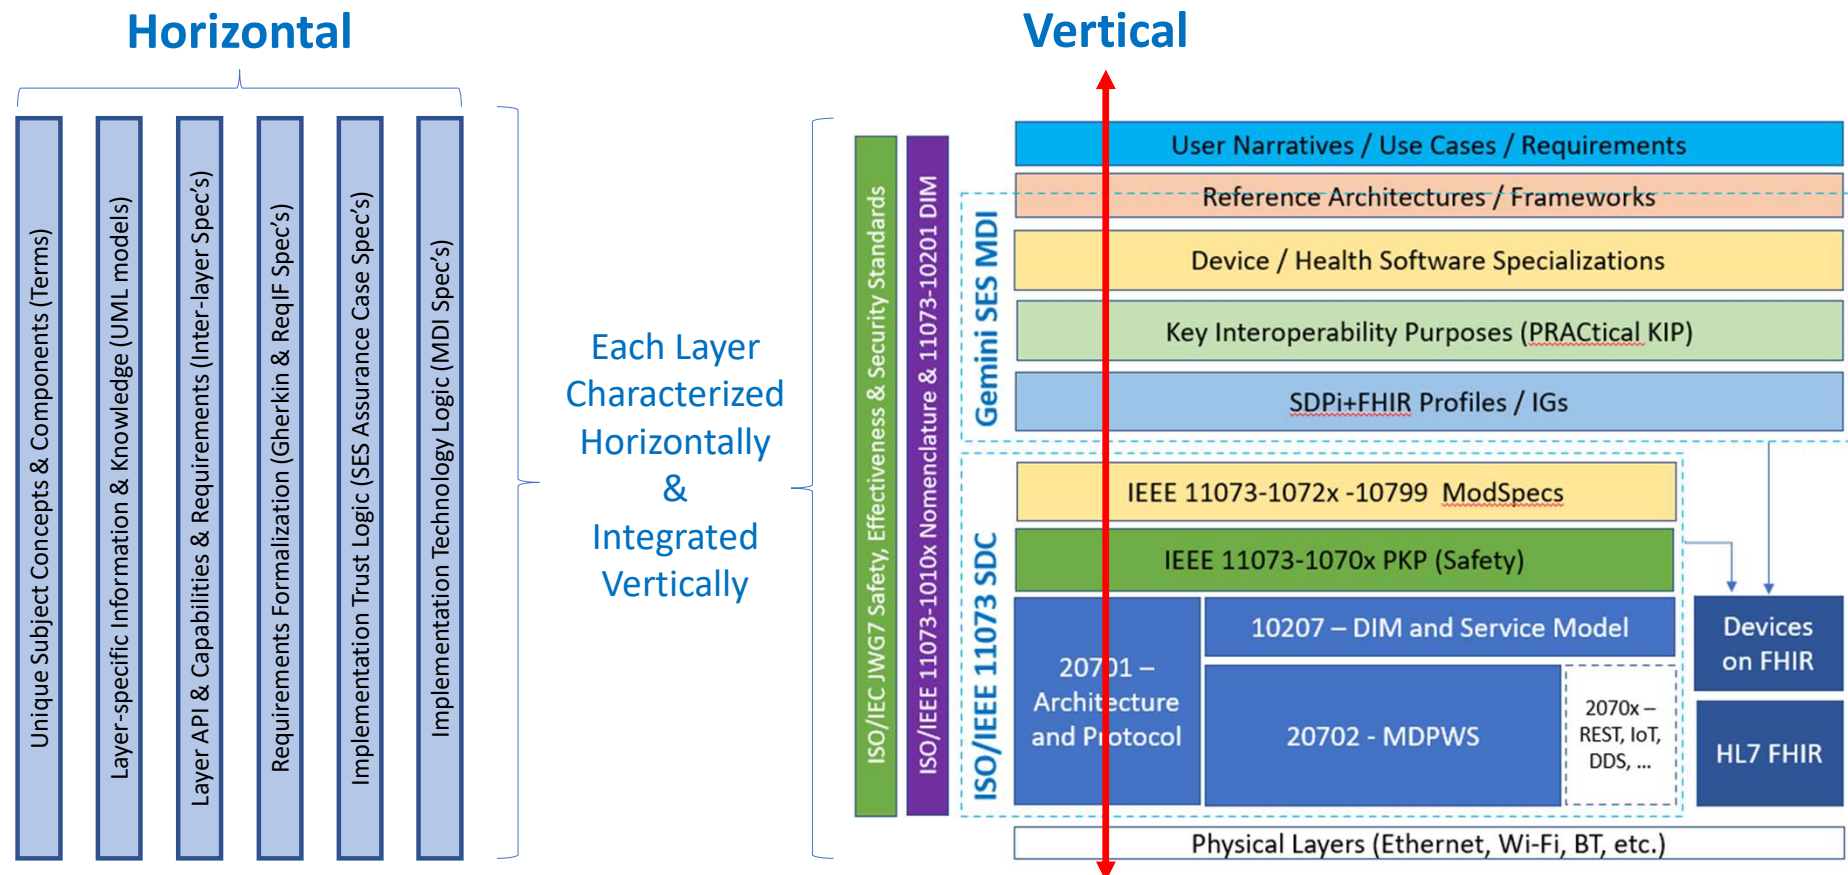 Horizontal
Unique Subject Concepts & Components (Terms)
Layer-specific Information & Knowledge (UML models)
Layer API & Capabilities & Requirements (Inter-layer Spec's)
Requirements Formalization (Gherkin & ReqIF Spec's)
Implementation Trust Logic (SES Assurance Case Spec's)
Implementation Technology Logic (MDI Spec's)
Each Layer
Characterized
Horizontally
&
Integrated
Vertically
Vertical
ISO/IEC JWG7 Safety, Effectiveness & Security Standards
ISO/IEEE 11073-1010x Nomenclature & 11073-10201 DIM
User Narratives / Use Cases / Requirements
Gemini SES MDI
Reference Architectures / Frameworks
Device / Health Software Specializations
Key Interoperability Purposes (PRACtical KIP)
SDPi+FHIR Profiles / IGs
ISO/IEEE 11073 SDC
IEEE 11073-1072x -10799 ModSpecs
IEEE 11073-1070x PKP (Safety)
20701 –
Architecture
and Protocol
10207 – DIM and Service Model
20702 - MDPWS
2070x –
REST, IoT,
DDS, ...
Devices
on FHIR
HL7 FHIR
Physical Layers (Ethernet, Wi-Fi, BT, etc.)